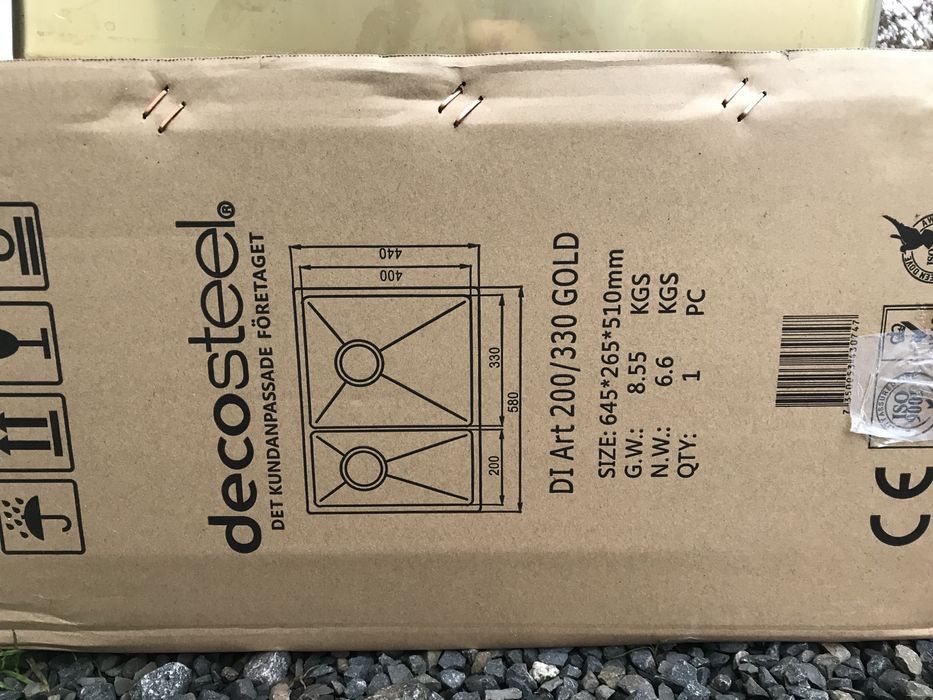 decosteel®
DET KUNDANPASSADE FÖRETAGET
440
400
330
580
200
DI Art 200/330 GOLD
SIZE: 645*265*510mm
G.W.: 8.55 KGS
N.W.: 6.6 KGS
QTY: 1 PC
CE
ISO